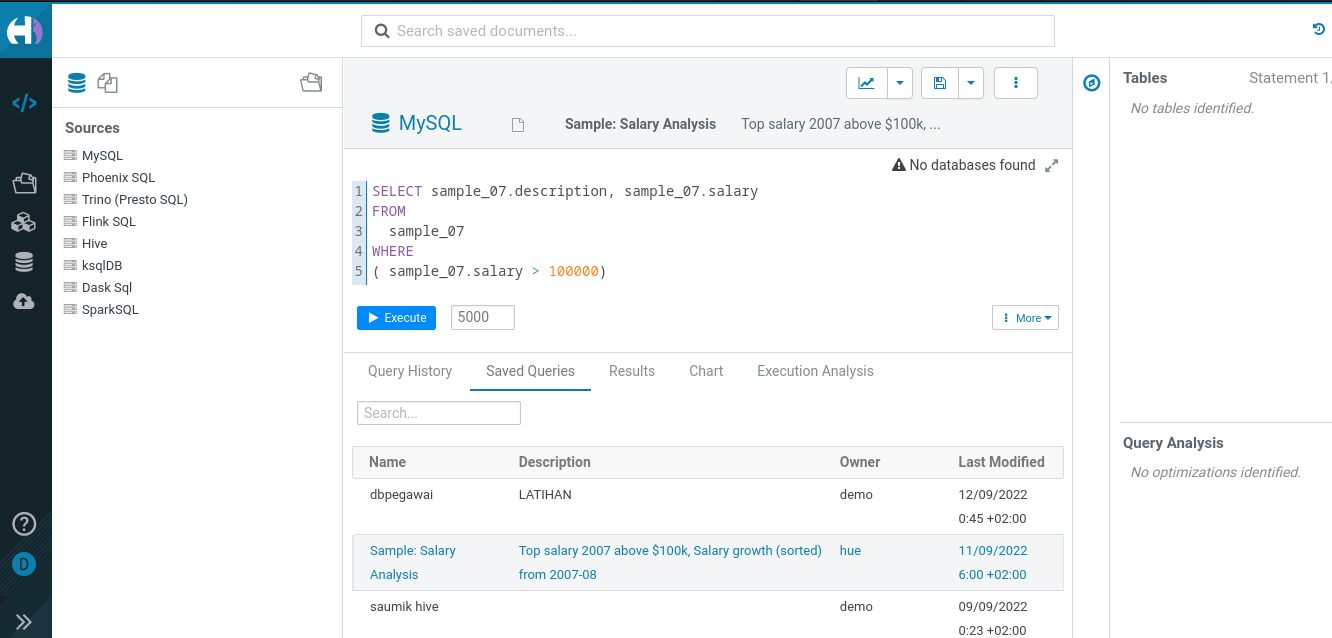 Search saved documents...
Sources
MySQL
Phoenix SQL
Trino (Presto SQL)
Flink SQL
Hive
ksqlDB
Dask Sql
SparkSQL
D
MySQL
Sample: Salary Analysis
Top salary 2007 above $100k, ...
No databases found
1 SELECT sample_07.description, sample_07.salary
2 FROM
3 sample_07
4 WHERE
5 ( sample_07.salary > 100000)
Execute
5000
More
Query History Saved Queries Results Chart Execution Analysis
Search...
Name Description Owner Last Modified
dbpegawai LATIHAN demo 12/09/2022
0:45 +02:00
Sample: Salary Top salary 2007 above $100k, Salary growth (sorted) hue 11/09/2022
Analysis from 2007-08 6:00 +02:00
saumik hive demo 09/09/2022
0:23 +02:00
Tables Statement 1/
No tables identified.
Query Analysis
No optimizations identified.